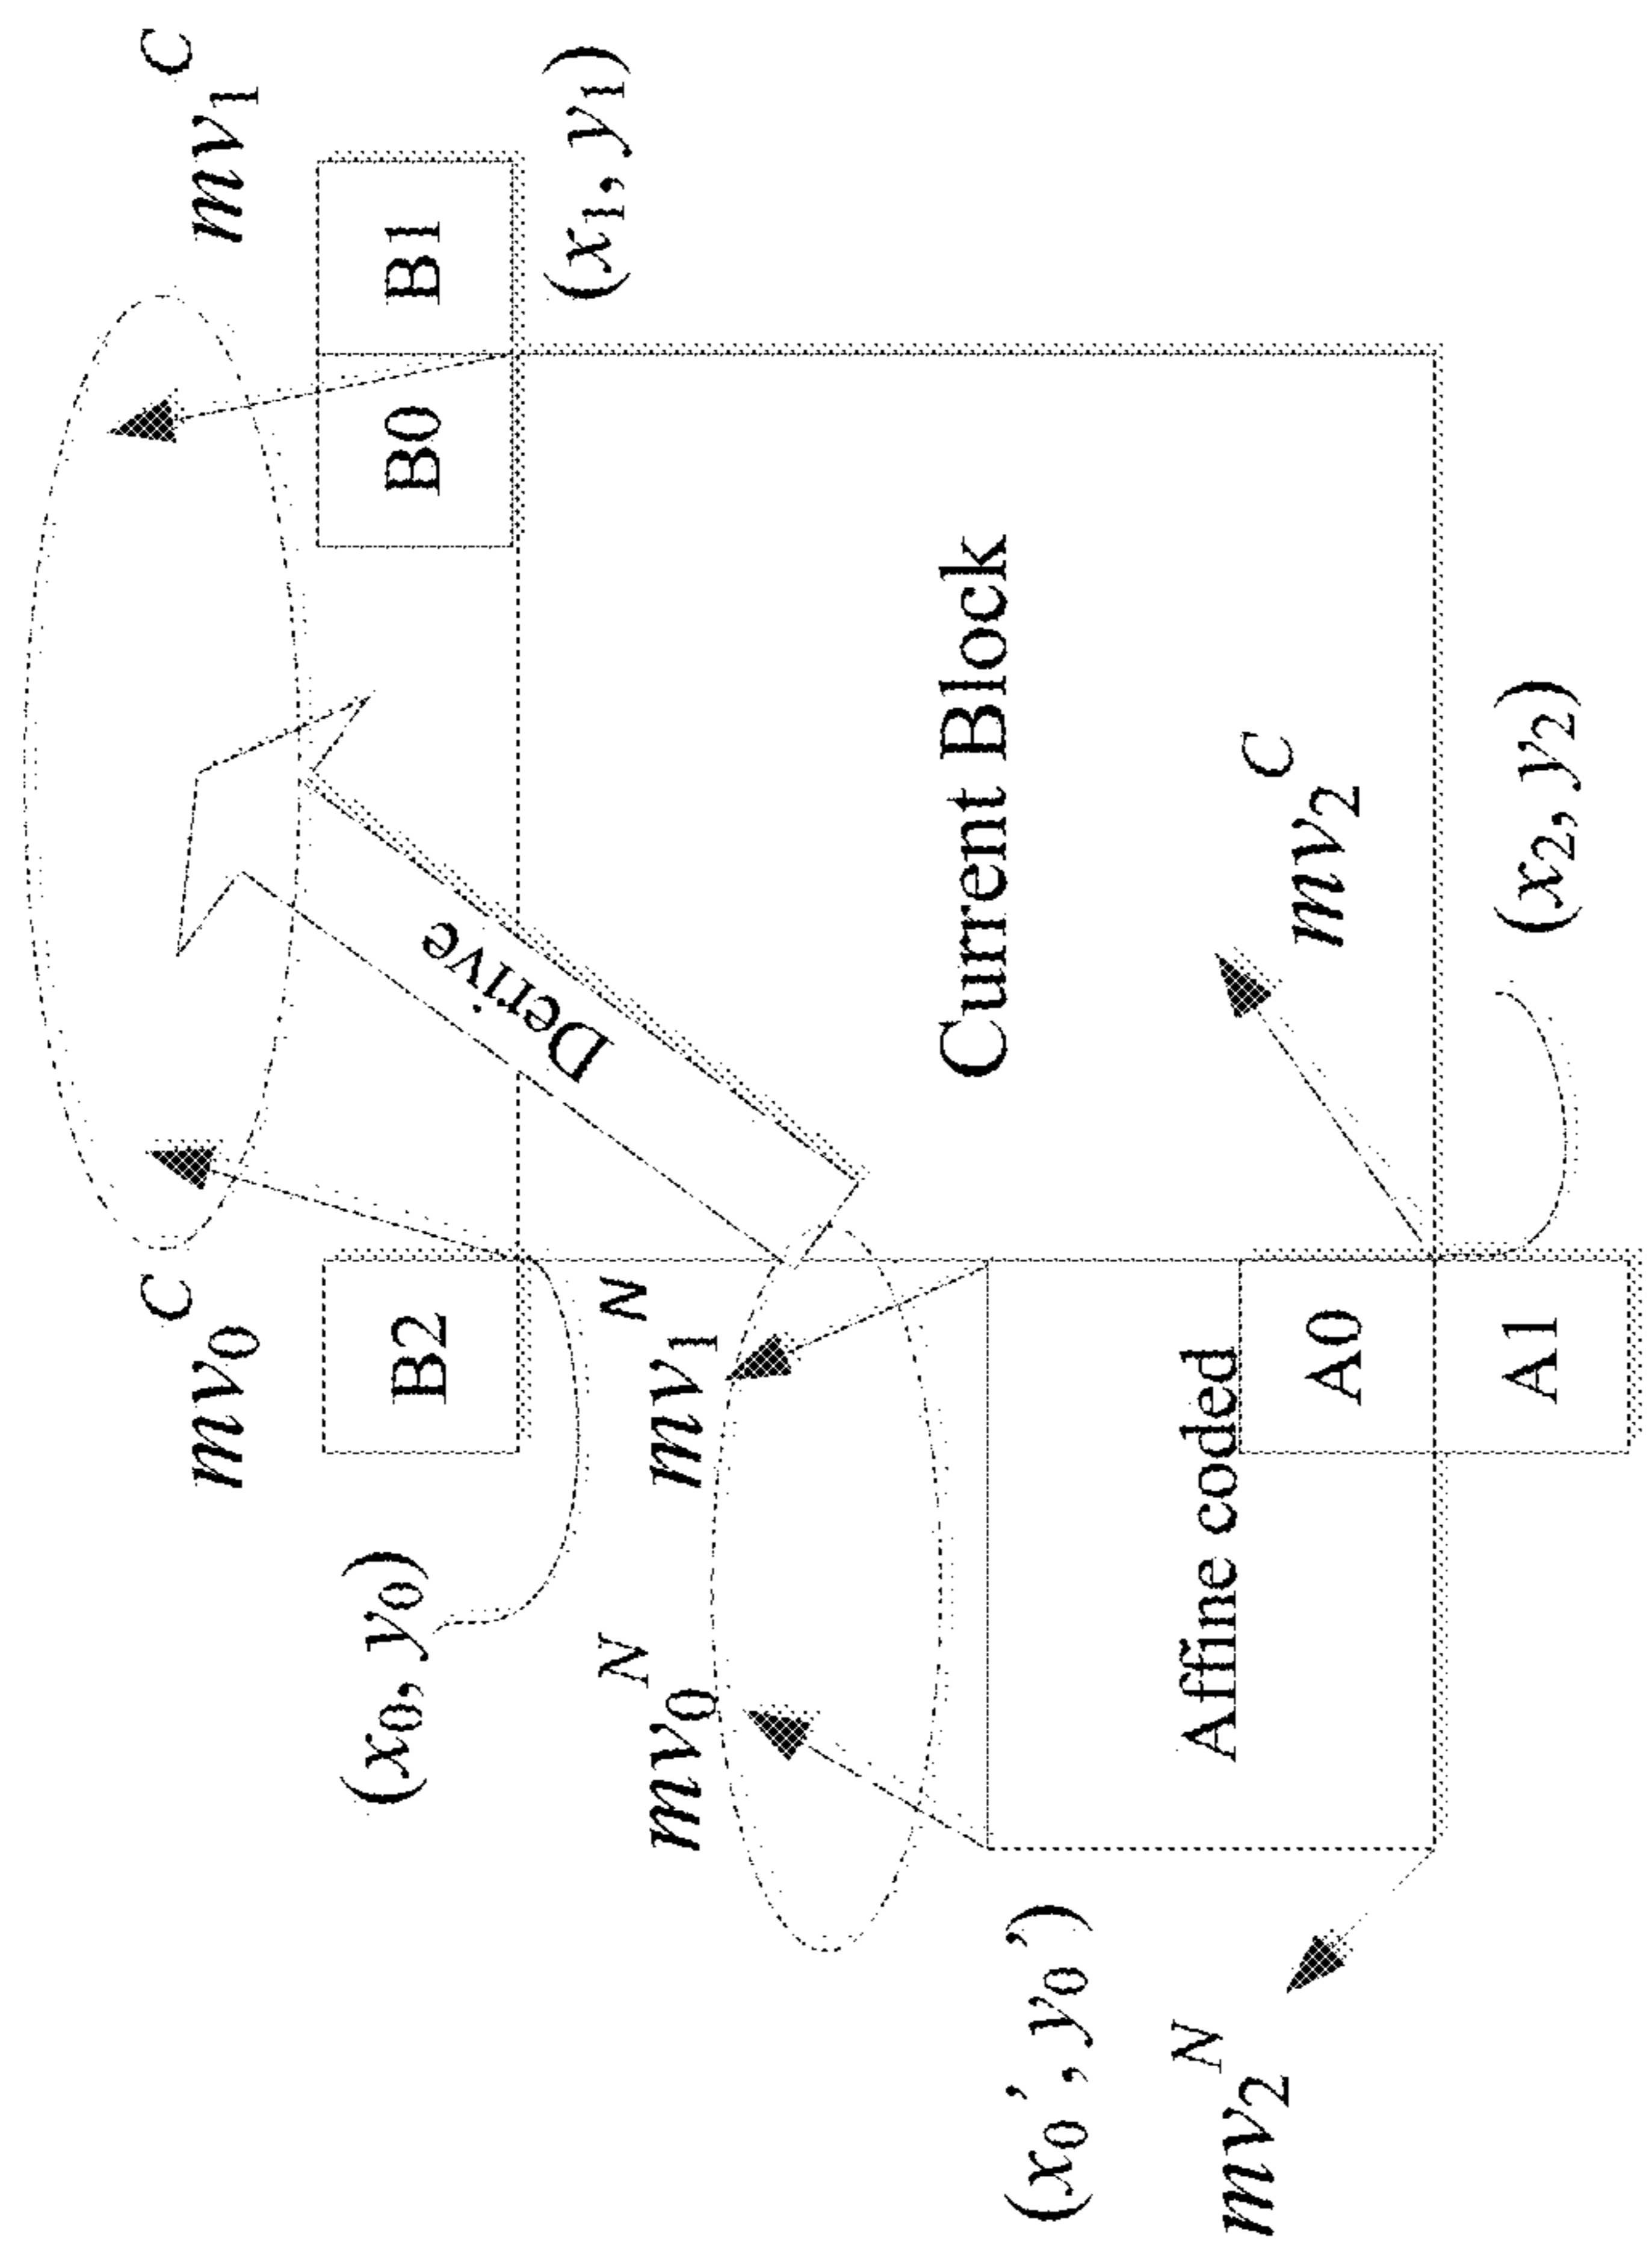 mv₀ᶜ
mv₁ᶜ
B2
B0
B1
(x₀, y₀)
(x₁, y₁)
Derive
mv₀ᴺ
mv₁ᴺ
Current Block
(x₀', y₀')
Affine coded
mv₂ᴺ
mv₂ᶜ
A0
A1
(x₂, y₂)